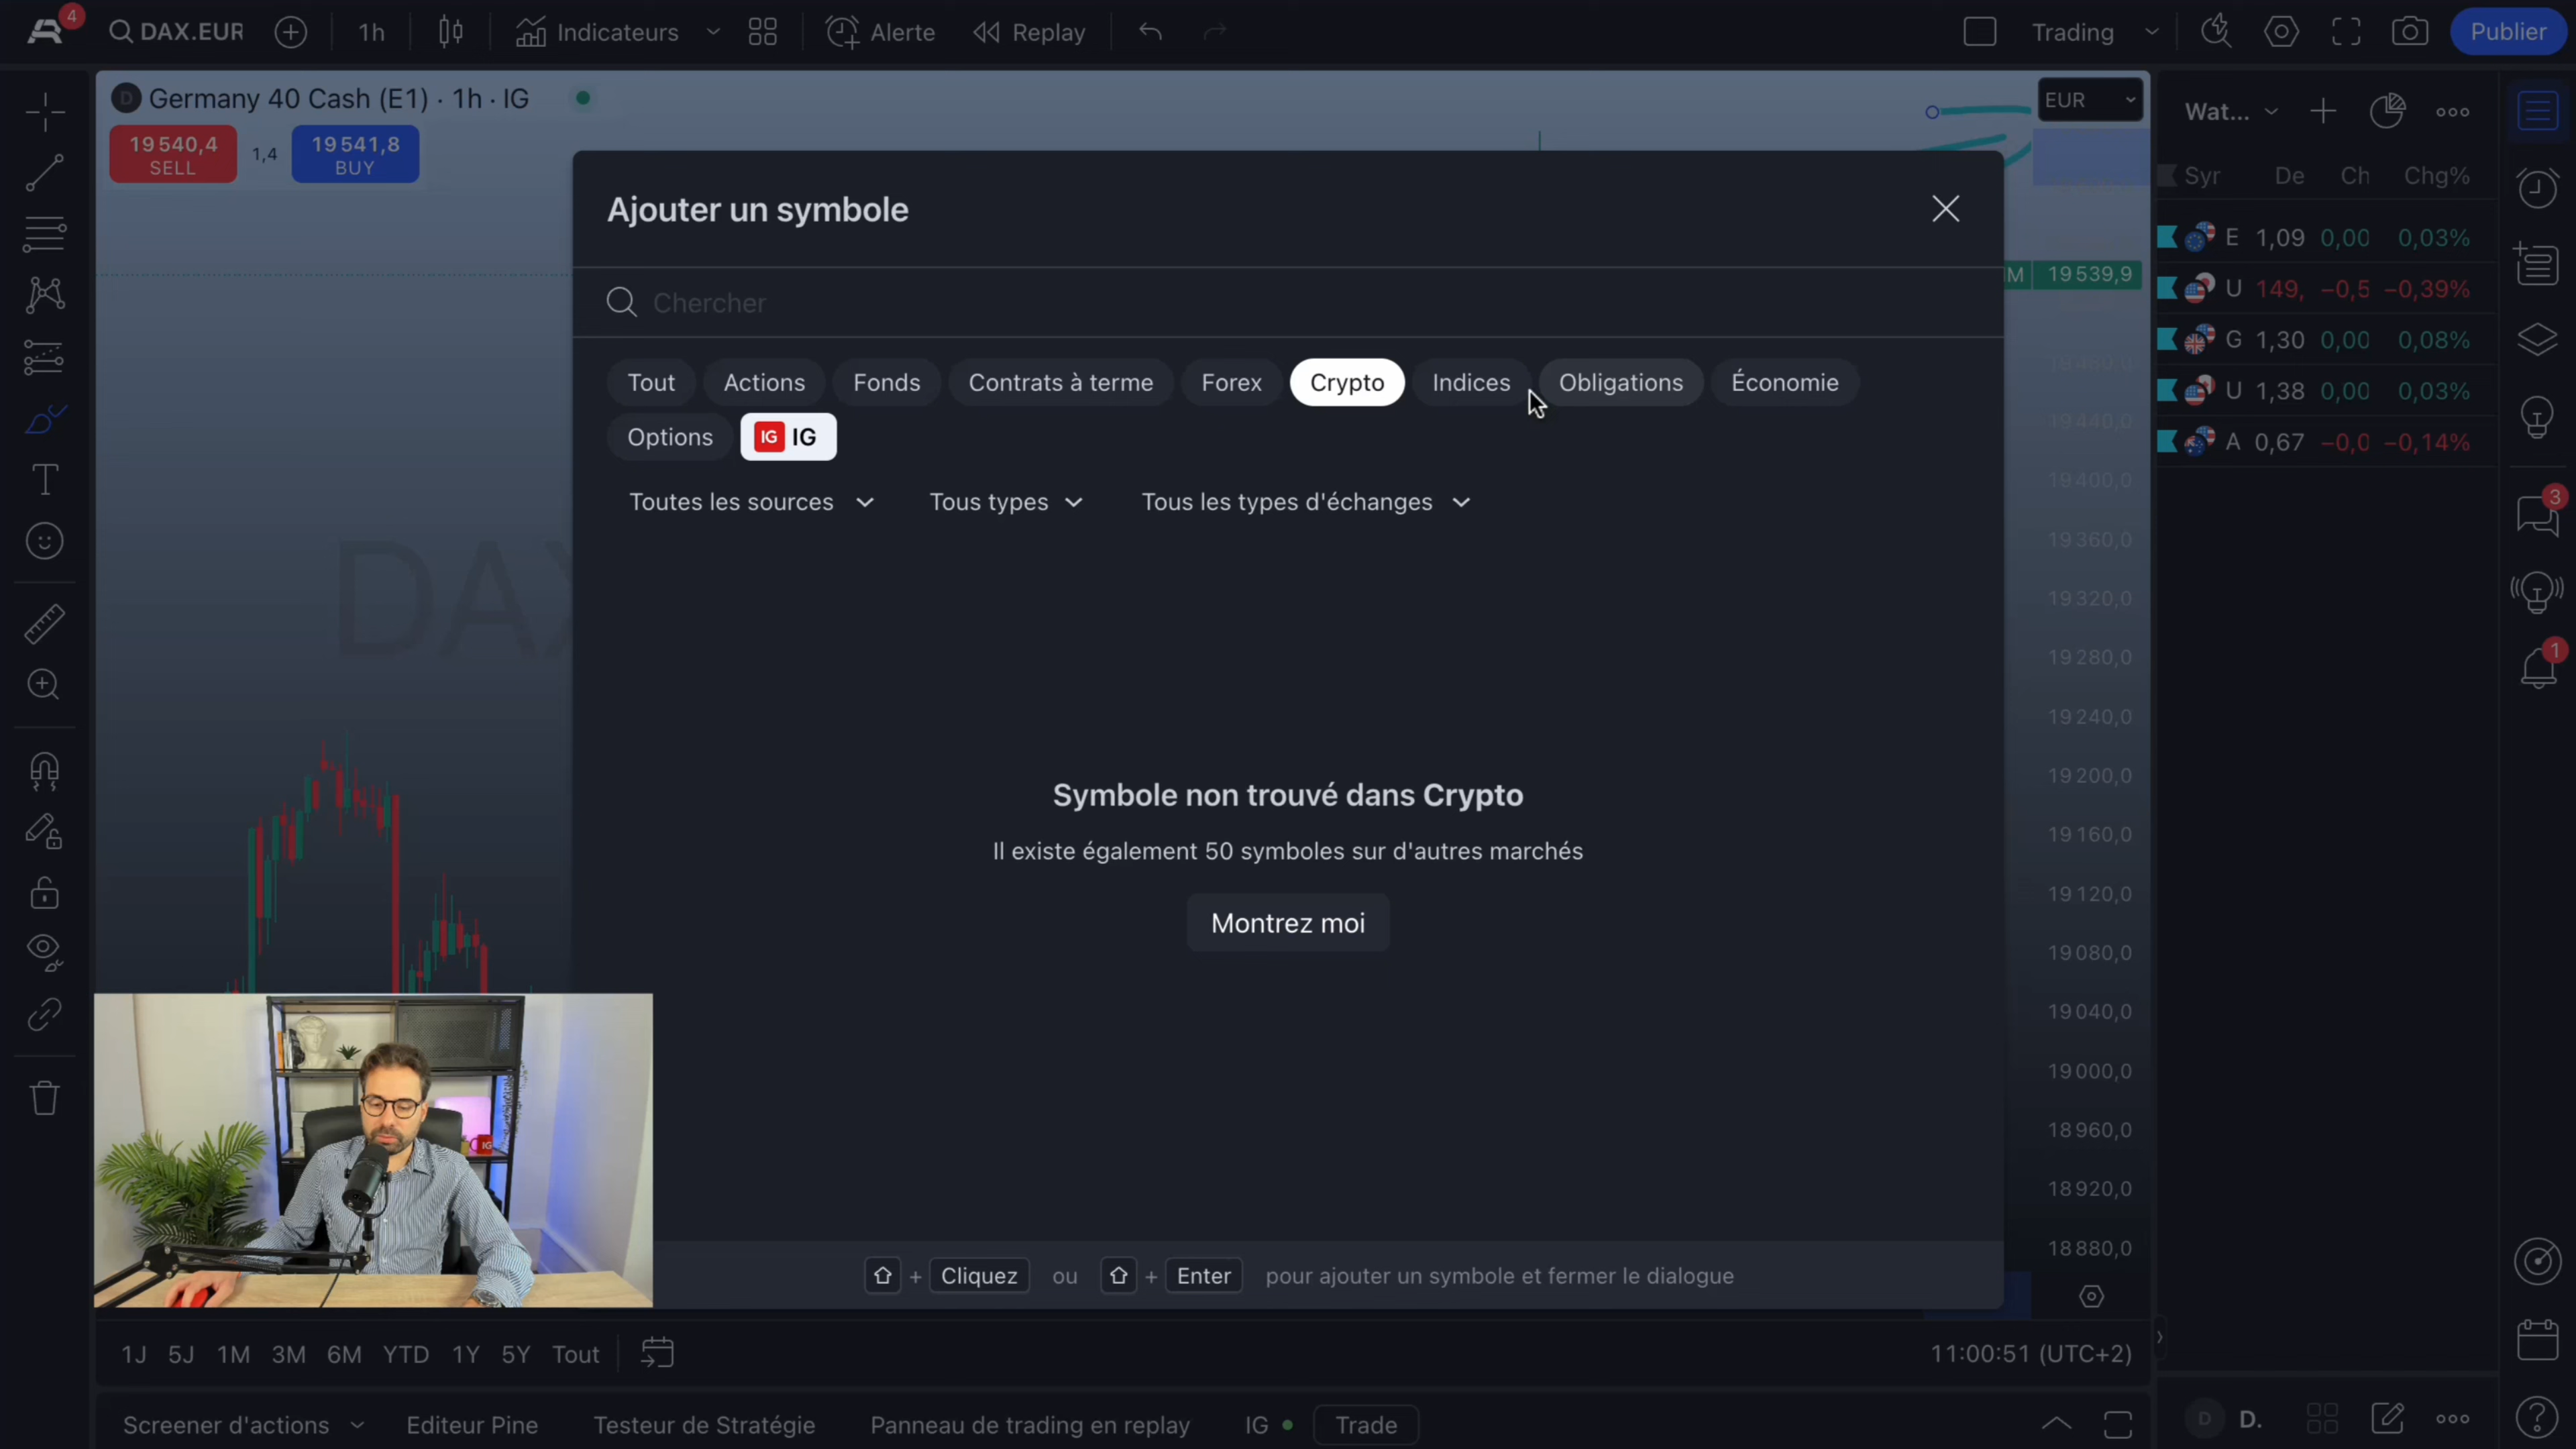 4
DAX.EUR
1h
Indicateurs
Alerte
Replay
Trading
Publier
D Germany 40 Cash (E1) · 1h · IG
EUR
19 540,4
SELL
1,4
19 541,8
BUY
Wat...
Syr De Ch Chg%
E 1,09 0,00 0,03%
U 149, −0,5 −0,39%
G 1,30 0,00 0,08%
U 1,38 0,00 0,03%
A 0,67 −0,0 −0,14%
Ajouter un symbole
Chercher
Tout Actions Fonds Contrats à terme Forex Crypto Indices Obligations Économie
Options IG IG
Toutes les sources Tous types Tous les types d'échanges
Symbole non trouvé dans Crypto
Il existe également 50 symboles sur d'autres marchés
Montrez moi
+ Cliquez ou + Enter pour ajouter un symbole et fermer le dialogue
DAX
M 19 539,9
19 440,0
19 400,0
19 360,0
19 320,0
19 280,0
19 240,0
19 200,0
19 160,0
19 120,0
19 080,0
19 040,0
19 000,0
18 960,0
18 920,0
18 880,0
3
1
IG
1J 5J 1M 3M 6M YTD 1Y 5Y Tout
11:00:51 (UTC+2)
Screener d'actions Editeur Pine Testeur de Stratégie Panneau de trading en replay IG Trade
D D.